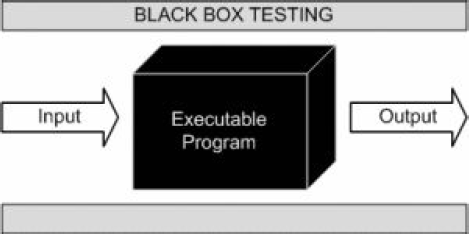 BLACK BOX TESTING
Input
Executable
Program
Output